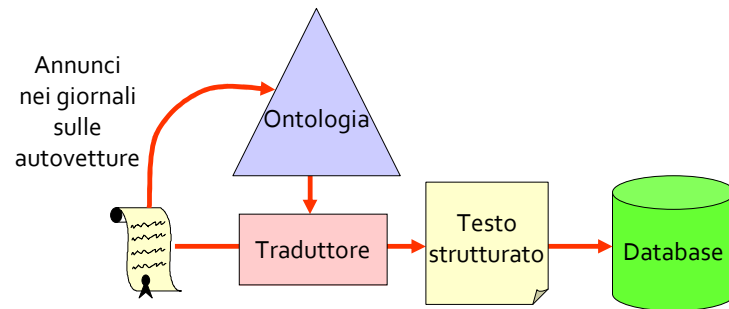 Annunci
nei giornali
sulle
autovetture
Ontologia
Traduttore
Testo
strutturato
Database